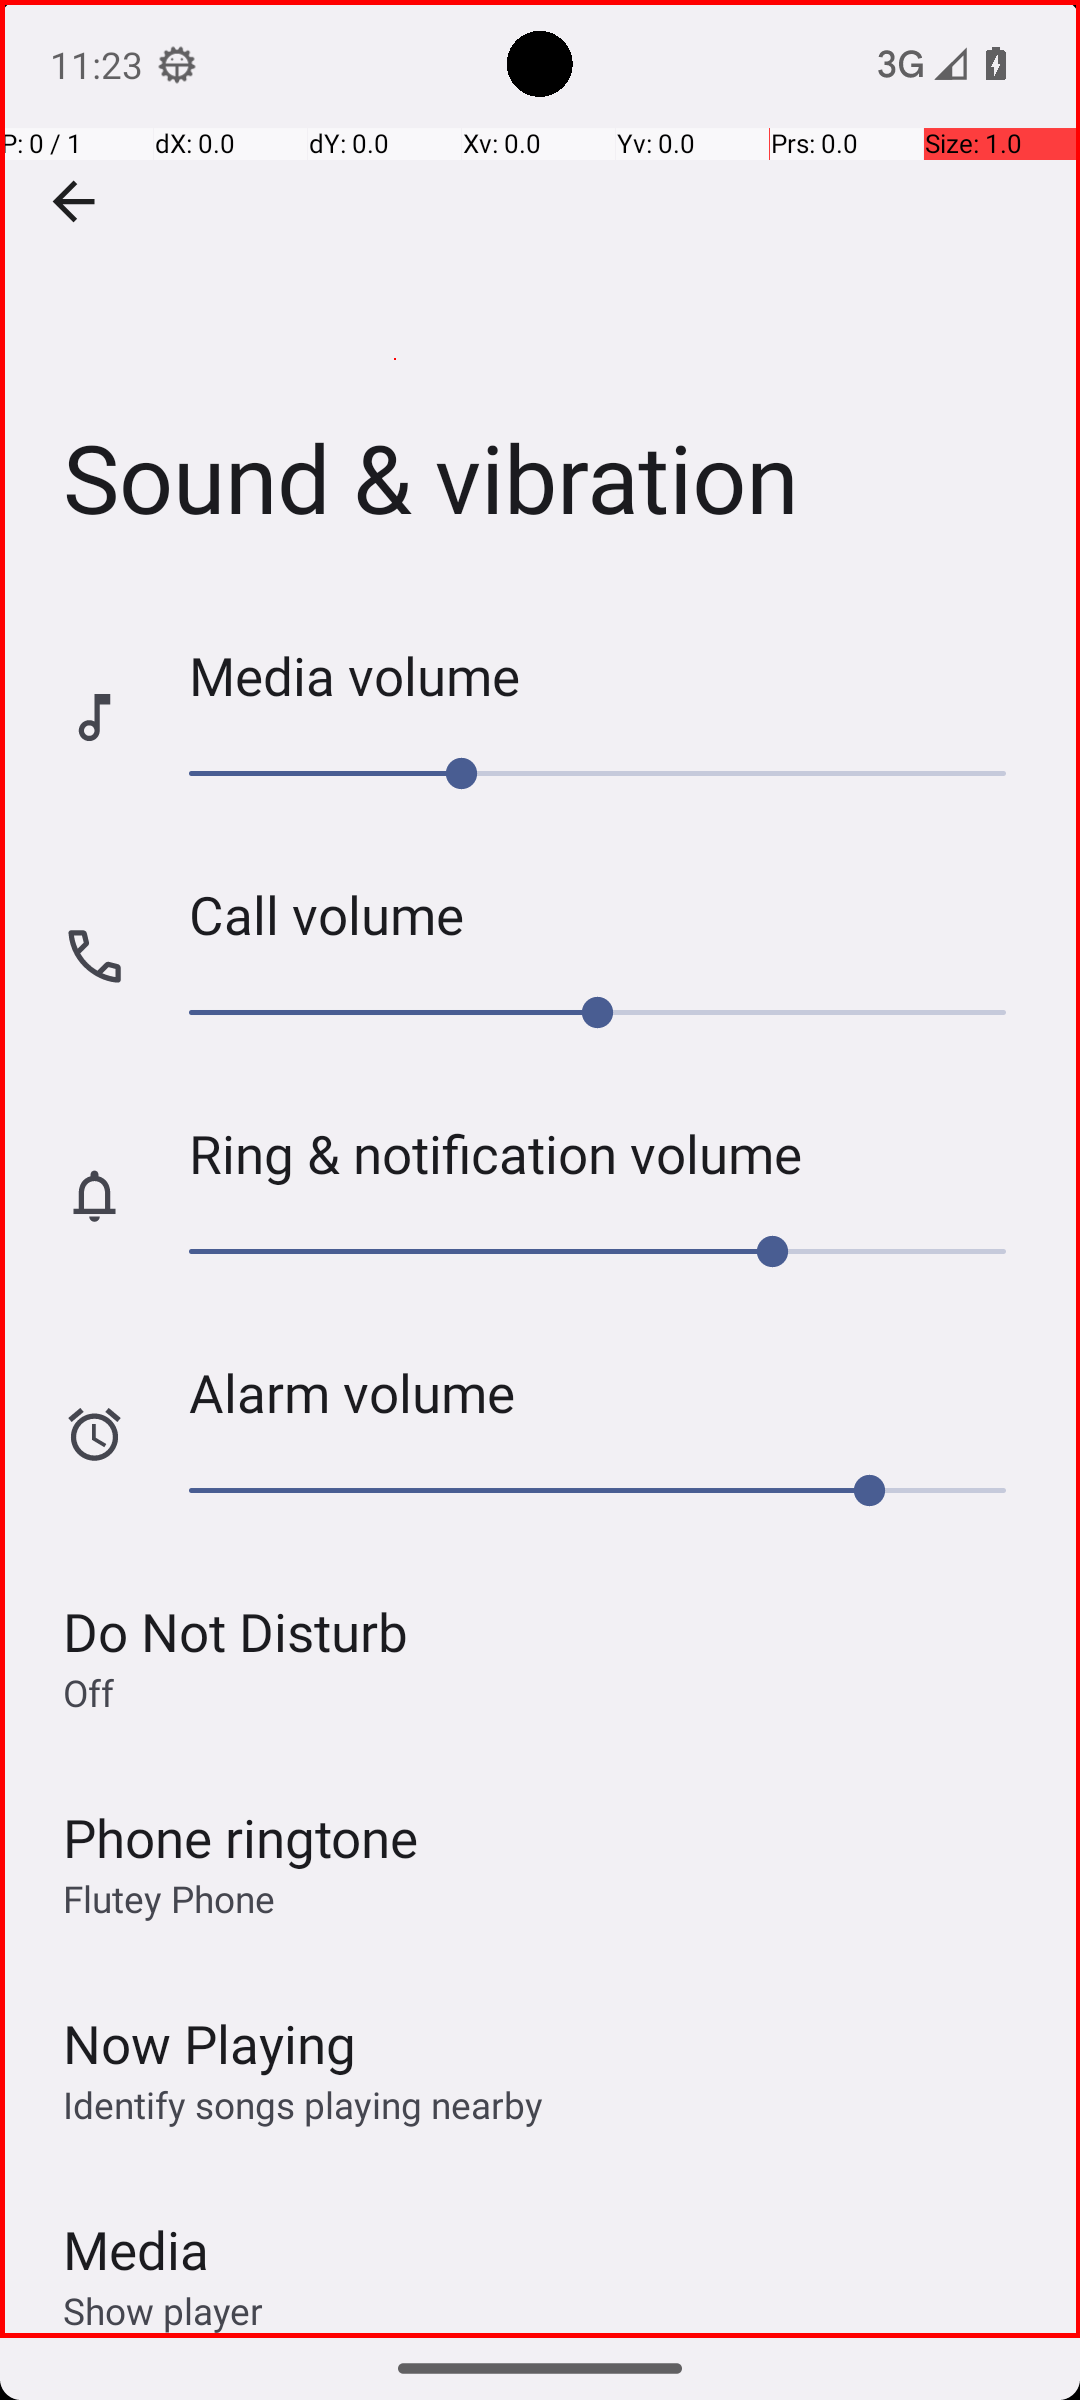 11:23 3G
P: 0 / 1 dX: 0.0 dY: 0.0 Xv: 0.0 Yv: 0.0 Prs: 0.0 Size: 1.0
Sound & vibration
Media volume
Call volume
Ring & notification volume
Alarm volume
Do Not Disturb
Off
Phone ringtone
Flutey Phone
Now Playing
Identify songs playing nearby
Media
Show player